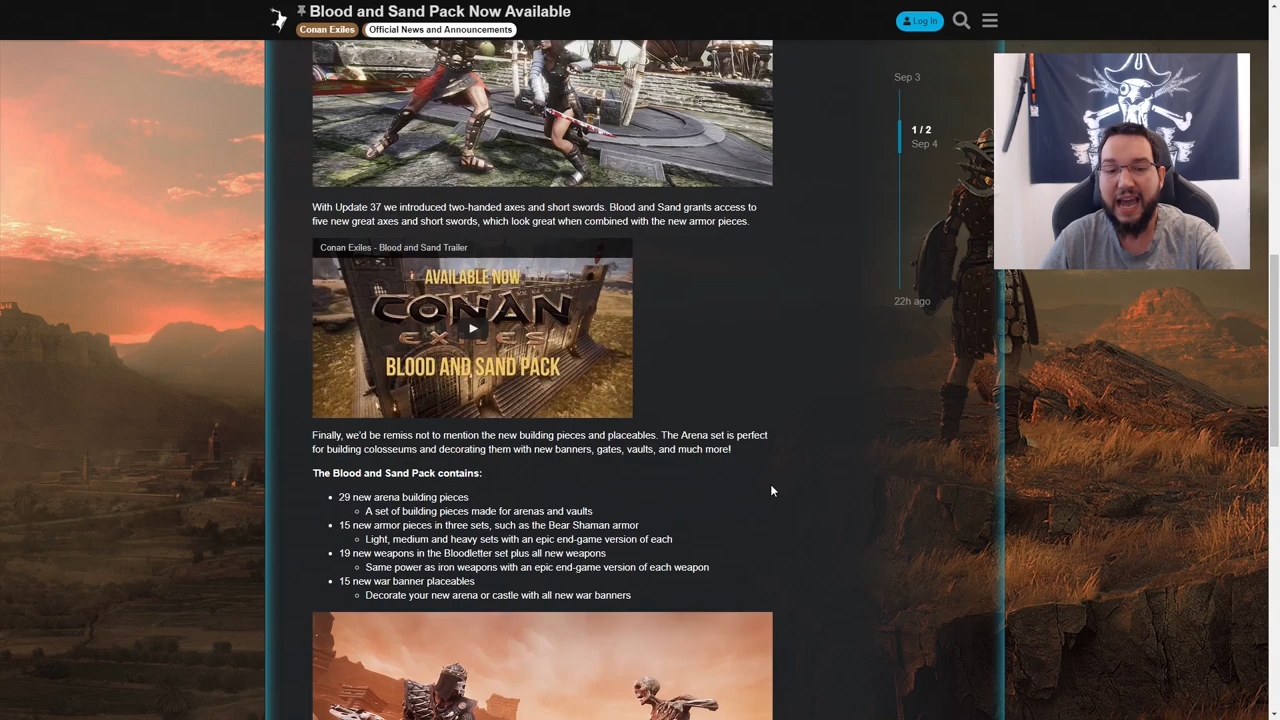 Blood and Sand Pack Now Available
Conan Exiles
Official News and Announcements
Log In
Sep 3
1 / 2
Sep 4
22h ago
With Update 37 we introduced two-handed axes and short swords. Blood and Sand grants access to
five new great axes and short swords, which look great when combined with the new armor pieces.
Conan Exiles - Blood and Sand Trailer
AVAILABLE NOW
CONAN
EXILES
BLOOD AND SAND PACK
Finally, we'd be remiss not to mention the new building pieces and placeables. The Arena set is perfect
for building colosseums and decorating them with new banners, gates, vaults, and much more!
The Blood and Sand Pack contains:
29 new arena building pieces
A set of building pieces made for arenas and vaults
15 new armor pieces in three sets, such as the Bear Shaman armor
Light, medium and heavy sets with an epic end-game version of each
19 new weapons in the Bloodletter set plus all new weapons
Same power as iron weapons with an epic end-game version of each weapon
15 new war banner placeables
Decorate your new arena or castle with all new war banners